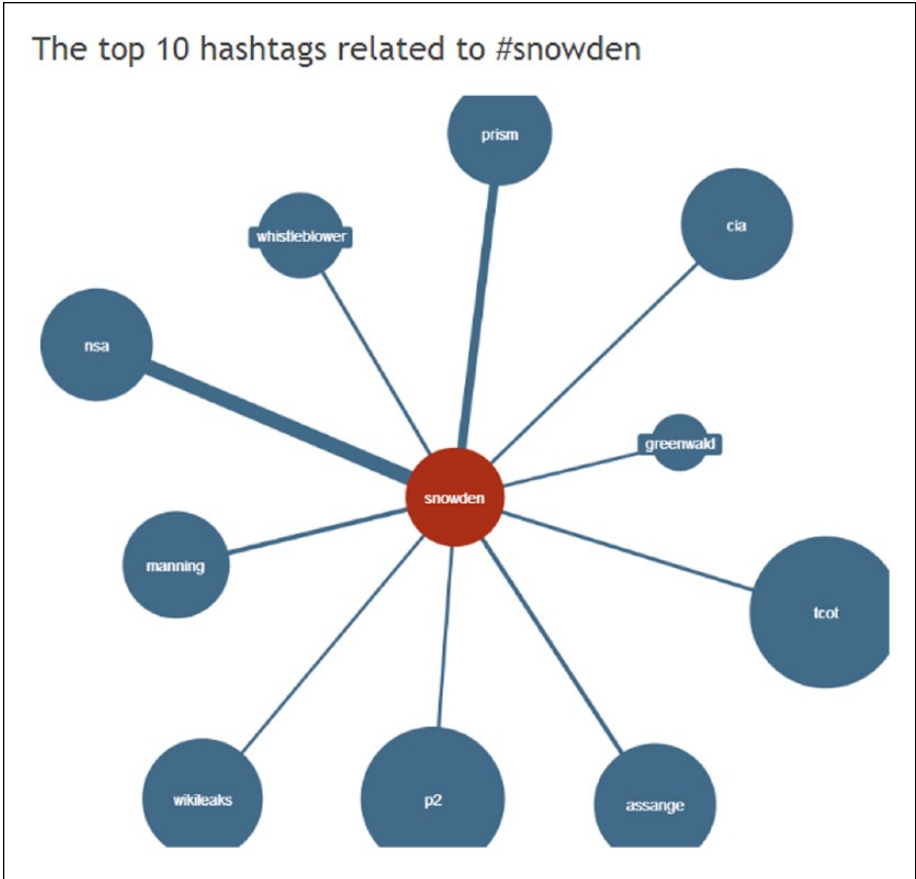 The top 10 hashtags related to #snowden
prism
cia
whistleblower
nsa
greenwald
snowden
manning
tcot
wikileaks
p2
assange